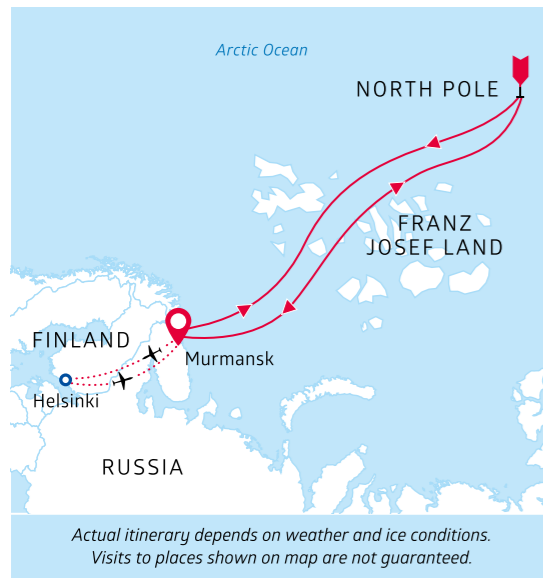 Arctic Ocean
NORTH POLE
FRANZ
JOSEF LAND
FINLAND
Murmansk
Helsinki
RUSSIA
Actual itinerary depends on weather and ice conditions.
Visits to places shown on map are not guaranteed.